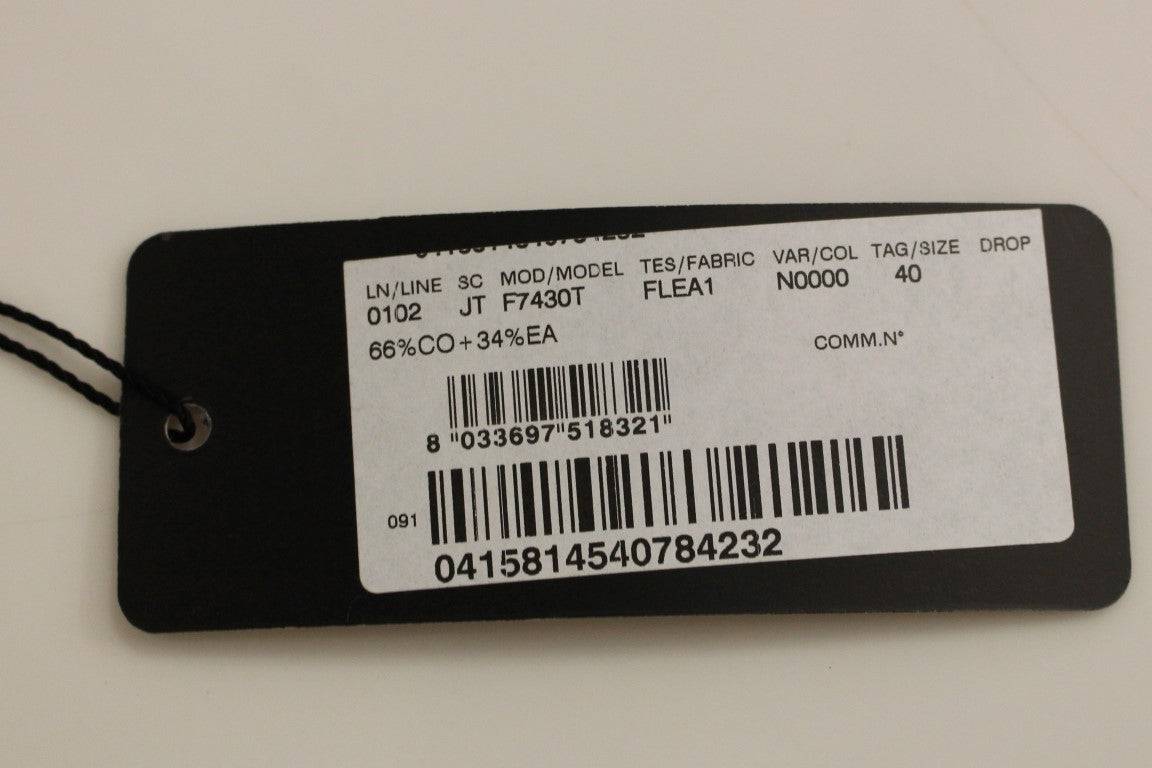 LN/LINE SC MOD/MODEL TES/FABRIC VAR/COL TAG/SIZE DROP
0102 JT F7430T FLEA1 N0000 40
66%CO+34%EA COMM.N°
8 "033697"518321"
091
0415814540784232